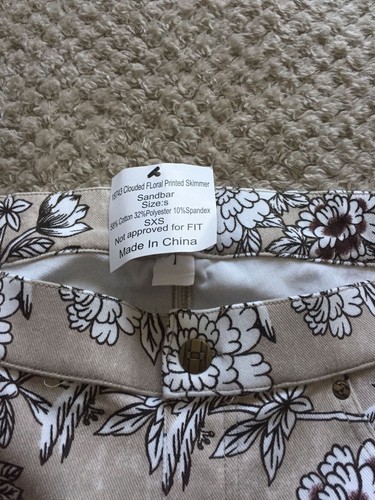 Clouded FLoral Printed Skimmer
Sandbar
Size:s
Cotton 32%Polyester 10%Spandex
SXS
Not approved for FIT
Made In China